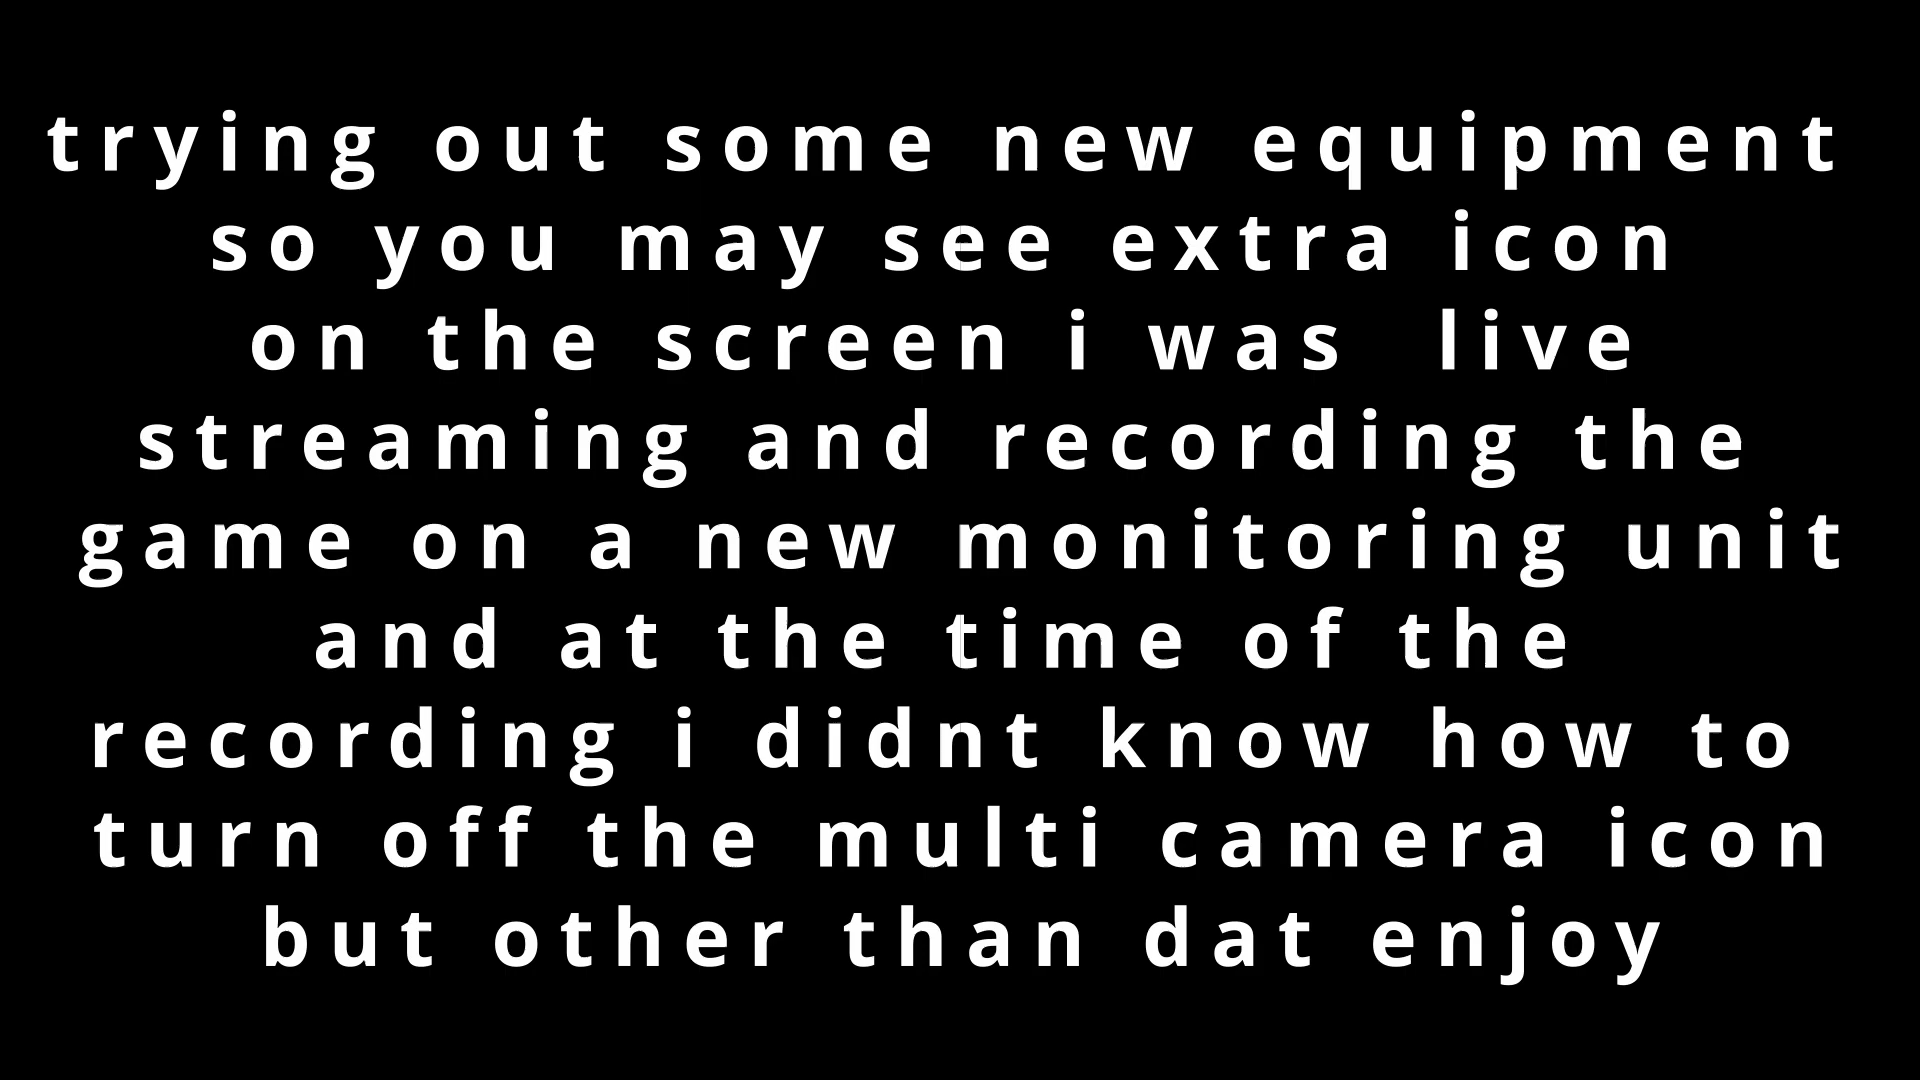 trying out some new equipment
so you may see extra icon
on the screen i was live
streaming and recording the
game on a new monitoring unit
and at the time of the
recording i didnt know how to
turn off the multi camera icon
but other than dat enjoy